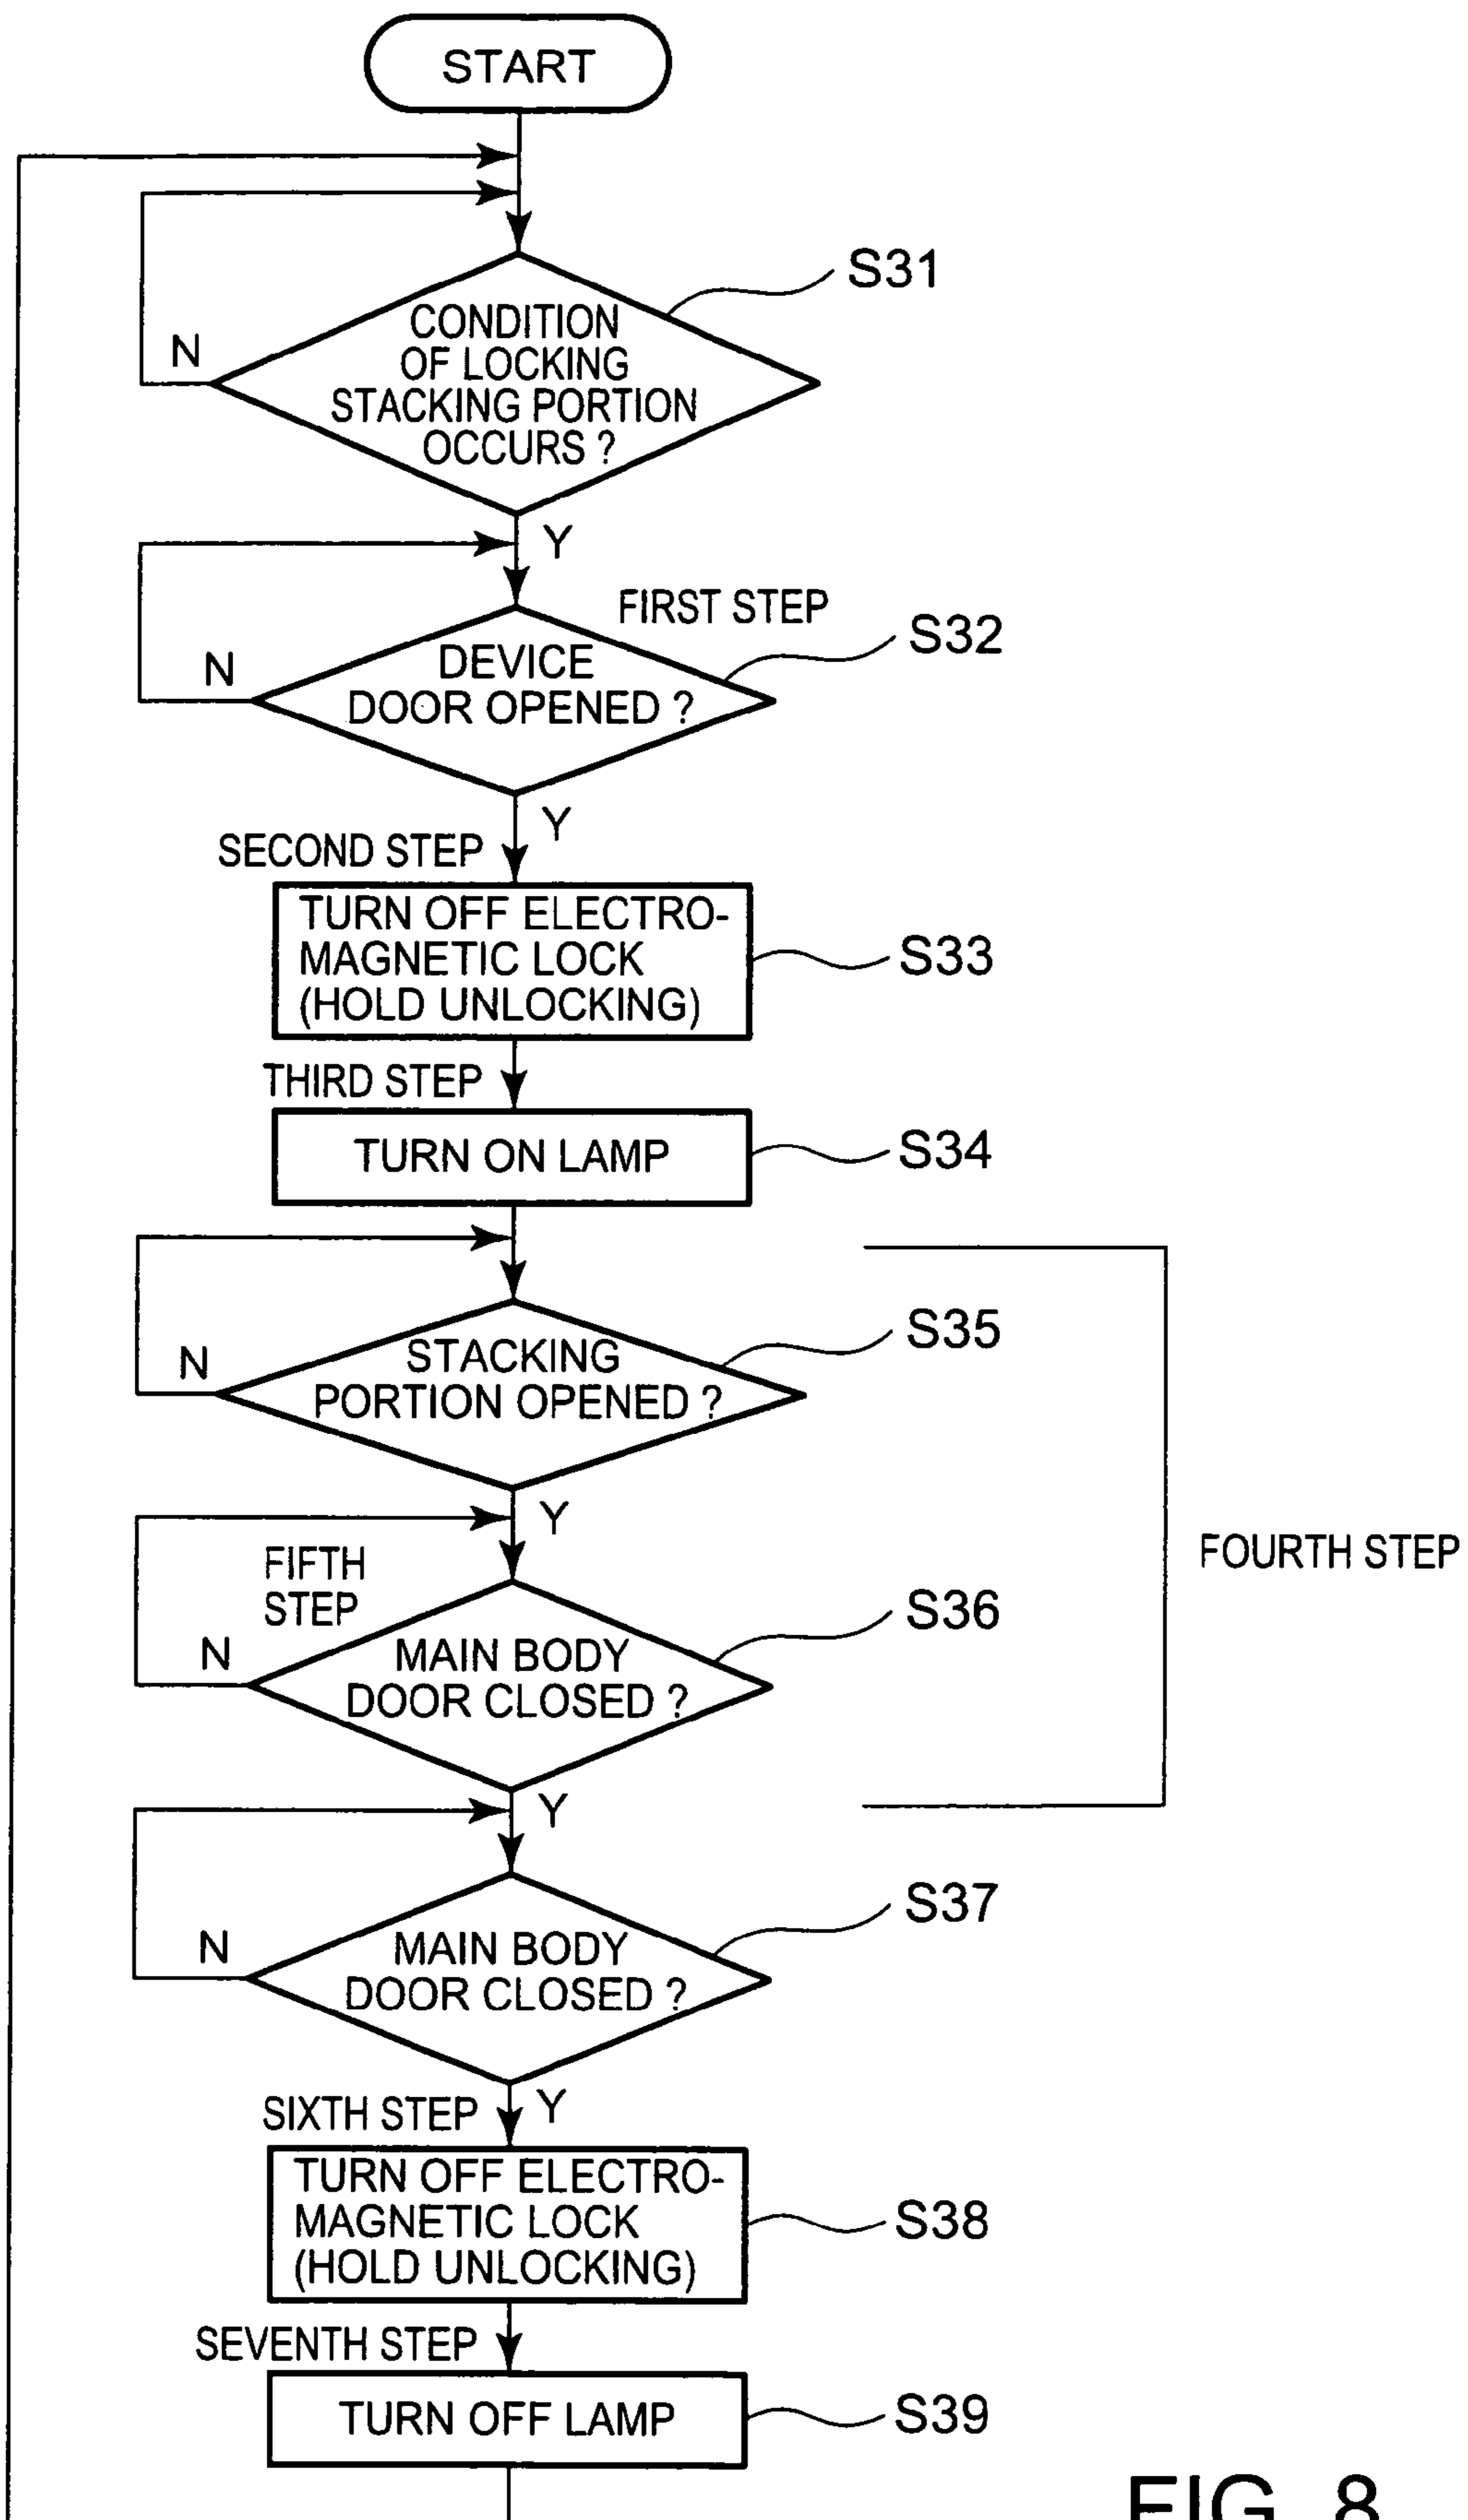 START
S31
CONDITION
OF LOCKING
STACKING PORTION
OCCURS ?
N
Y
FIRST STEP
S32
DEVICE
DOOR OPENED ?
N
Y
SECOND STEP
TURN OFF ELECTRO-
MAGNETIC LOCK
(HOLD UNLOCKING)
S33
THIRD STEP
TURN ON LAMP
S34
S35
STACKING
PORTION OPENED ?
N
Y
FOURTH STEP
FIFTH
STEP
S36
MAIN BODY
DOOR CLOSED ?
N
Y
S37
MAIN BODY
DOOR CLOSED ?
N
Y
SIXTH STEP
TURN OFF ELECTRO-
MAGNETIC LOCK
(HOLD UNLOCKING)
S38
SEVENTH STEP
TURN OFF LAMP
S39
FIG. 8